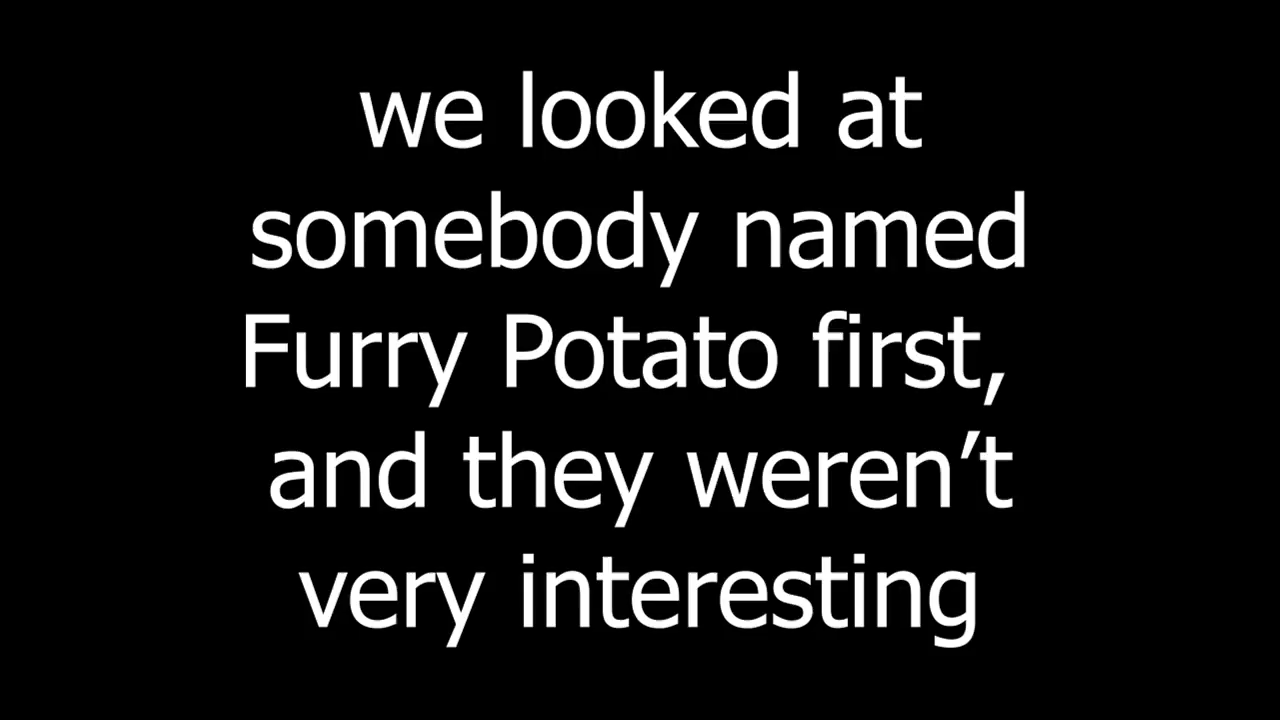 we looked at
somebody named
Furry Potato first,
and they weren’t
very interesting